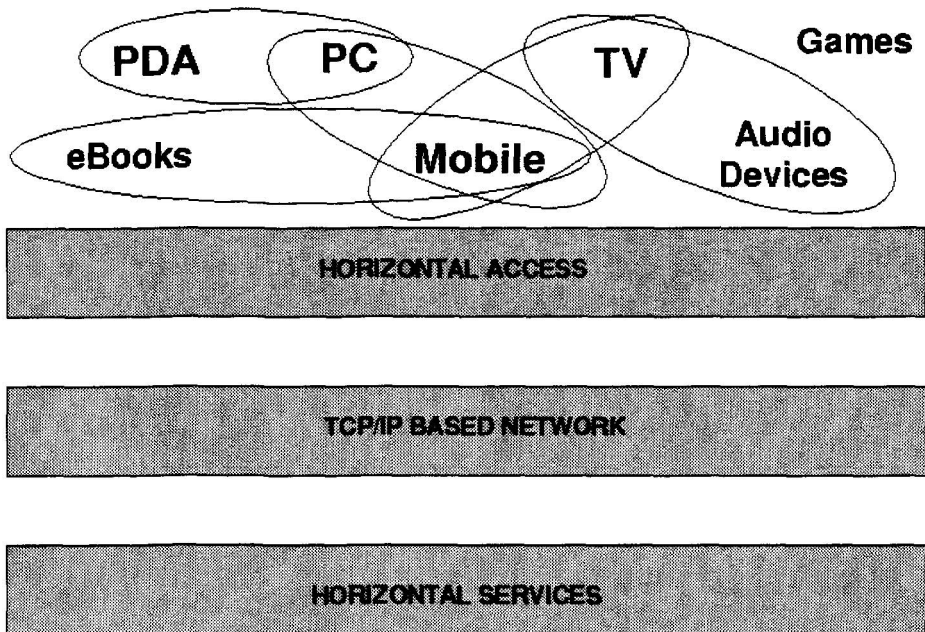 PDA
PC
TV
Games
eBooks
Mobile
Audio
Devices
HORIZONTAL ACCESS
TCP/IP BASED NETWORK
HORIZONTAL SERVICES